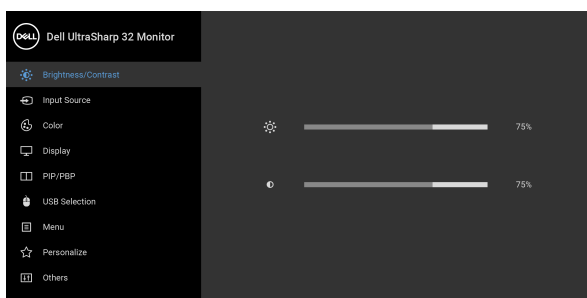 DELL
Dell UltraSharp 32 Monitor
Brightness/Contrast
Input Source
Color
Display
PIP/PBP
USB Selection
Menu
Personalize
Others
75%
75%